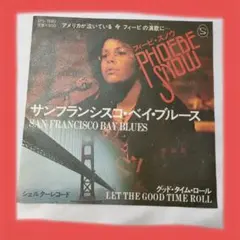 アメリカが泣いている 今 フィービの演歌に…
フィービ・スノウ
PHOEBE
SNOW
サンフランシスコ・ベイ・ブルース
SAN FRANCISCO BAY BLUES
グッド・タイム・ロール
シェルター・レコード
LET THE GOOD TIME ROLL